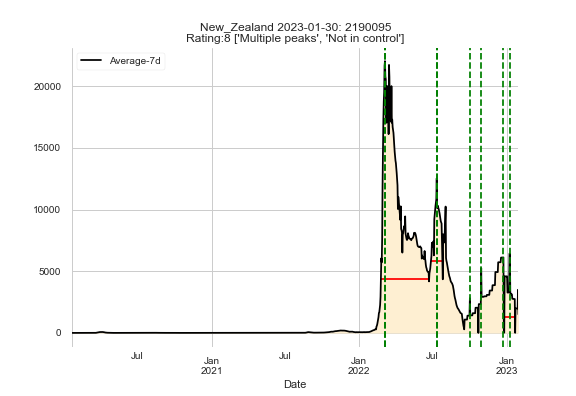 New_Zealand 2023-01-30: 2190095
Rating:8 ['Multiple peaks', 'Not in control']
Average-7d
20000
15000
10000
5000
0
Jul
Jan
2021
Jul
Jan
2022
Jul
Jan
2023
Date